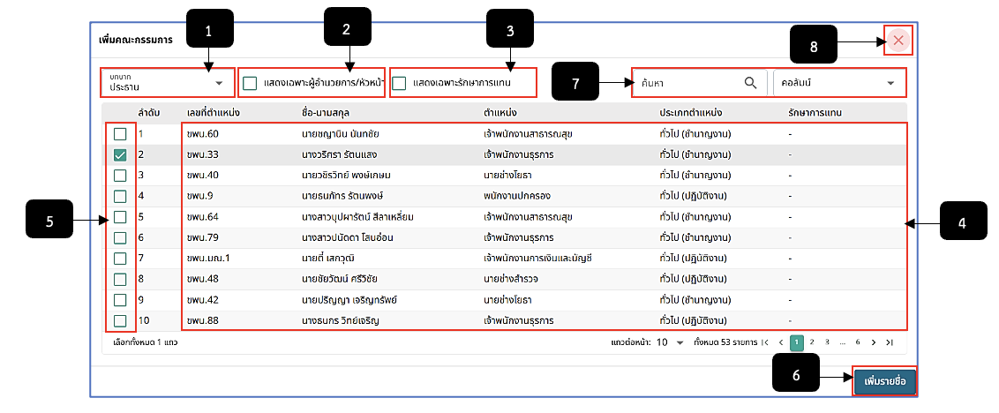 1
2
3
8
เพิ่มคณะกรรมการ
บทบาท
ประธาน
แสดงเฉพาะผู้อำนวยการ/หัวหน้า
แสดงเฉพาะรักษาการแทน
7
ค้นหา
คอลัมน์
ลำดับ เลขที่ตำแหน่ง ชื่อ-นามสกุล ตำแหน่ง ประเภทตำแหน่ง รักษาการแทน
1 ขพน.60 นายชญานิน นันทชัย เจ้าพนักงานสาธารณสุข ทั่วไป (ชำนาญงาน) -
2 ขพน.33 นางวริศรา รัตนแสง เจ้าพนักงานธุรการ ทั่วไป (ชำนาญงาน) -
3 ขพน.40 นายวชิรวิทย์ พงษ์เกษม นายช่างโยธา ทั่วไป (ชำนาญงาน) -
4 ขพน.9 นายธนภัทร รัตนพงษ์ พนักงานปกครอง ทั่วไป (ปฏิบัติงาน) -
5 ขพน.64 นางสาวบุปผารัตน์ สีลาเหลี่ยม เจ้าพนักงานสาธารณสุข ทั่วไป (ชำนาญงาน) -
6 ขพน.79 นางสาวปนัดดา โสบอ่อน เจ้าพนักงานธุรการ ทั่วไป (ชำนาญงาน) -
7 ขพน.บณ.1 นายตี๋ เสกวุฒิ เจ้าพนักงานการเงินและบัญชี ทั่วไป (ปฏิบัติงาน) -
8 ขพน.48 นายชัยวัฒน์ ศรีวิชัย นายช่างสำรวจ ทั่วไป (ปฏิบัติงาน) -
9 ขพน.42 นายปริญญา เจริญทรัพย์ นายช่างโยธา ทั่วไป (ชำนาญงาน) -
10 ขพน.88 นางธนกร วิทย์เจริญ เจ้าพนักงานธุรการ ทั่วไป (ปฏิบัติงาน) -
5
4
เลือกทั้งหมด 1 แถว
แถวต่อหน้า: 10 ทั้งหมด 53 รายการ 1 2 3 ... 6
6
เพิ่มรายชื่อ